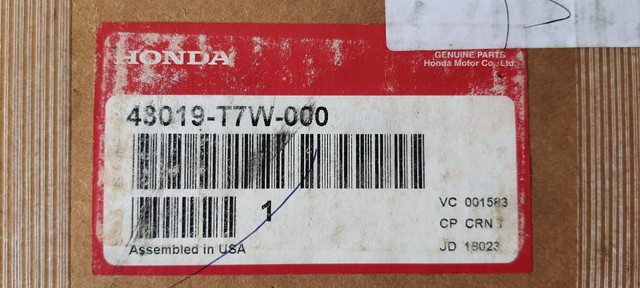 HONDA
GENUINE PARTS
Honda Motor Co., Ltd.
43019-T7W-000
1
VC 001583
CP CRN
Assembled in USA
JD 18023